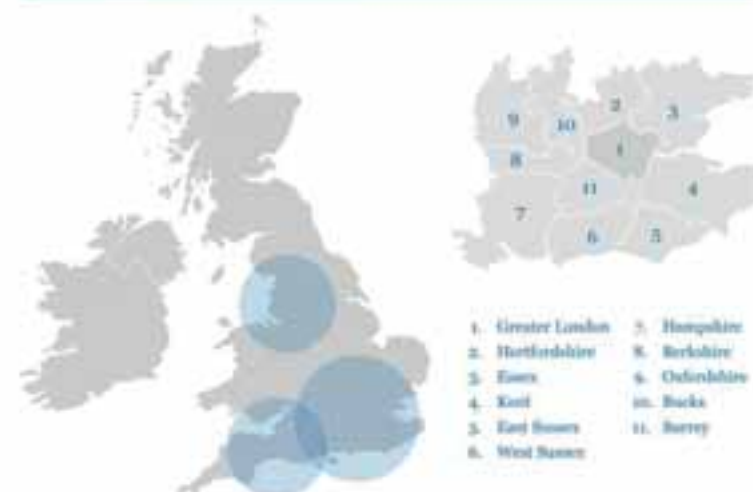 2
3
9
10
1
8
11
4
7
6
5
1. Greater London
2. Hertfordshire
3. Essex
4. Kent
5. East Sussex
6. West Sussex
7. Hampshire
8. Berkshire
9. Oxfordshire
10. Bucks
11. Surrey